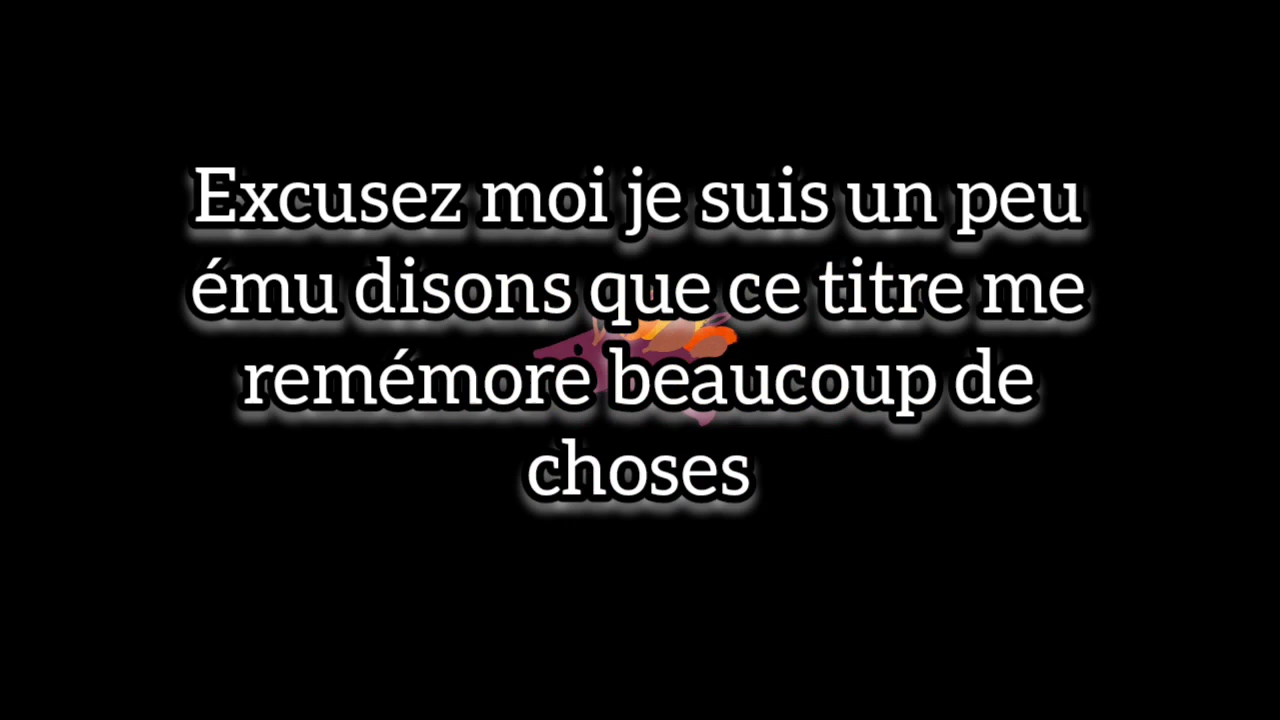 Excusez moi je suis un peu
ému disons que ce titre me
remémore beaucoup de
choses